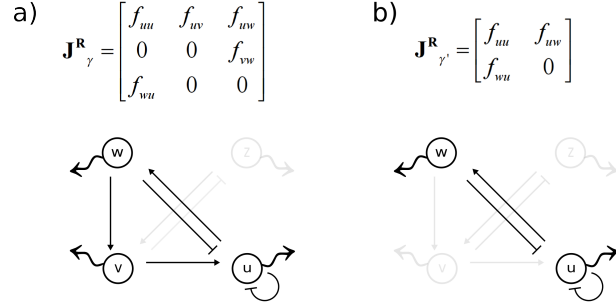 a)
J^R_γ = [ f_uu f_uv f_uw
0 0 f_vw
f_wu 0 0 ]
b)
J^R_γ' = [ f_uu f_uw
f_wu 0 ]
w z
v u
w z
v u